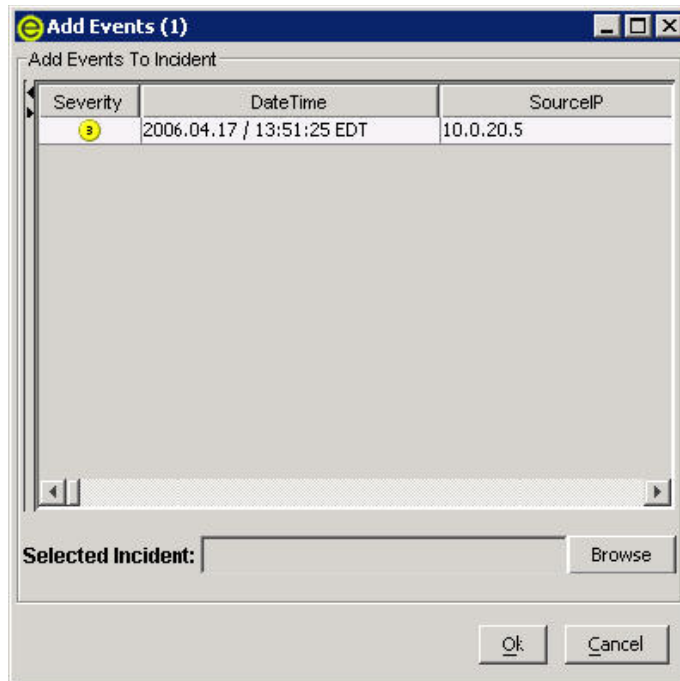 Add Events (1)
Add Events To Incident
Severity DateTime SourceIP
3 2006.04.17 / 13:51:25 EDT 10.0.20.5
Selected Incident: Browse
Ok Cancel